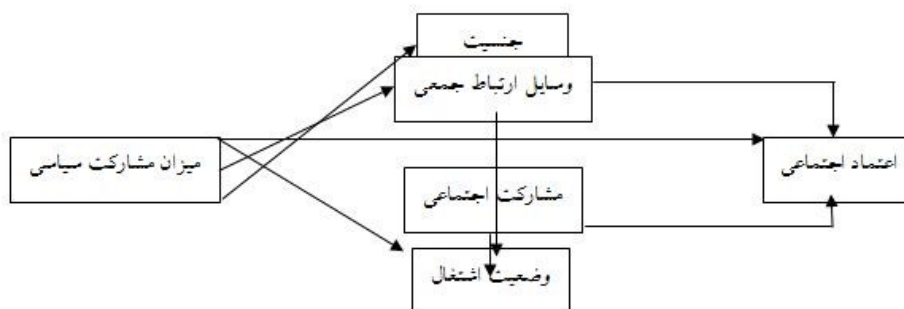 جنسیت
وسایل ارتباط جمعی
میزان مشارکت سیاسی
اعتماد اجتماعی
مشارکت اجتماعی
وضعیت اشتغال